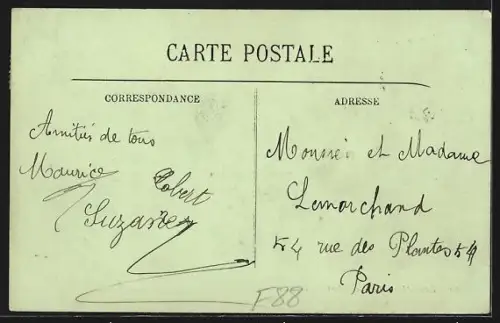 CARTE POSTALE
CORRESPONDANCE
ADRESSE
Amitiés de tous
Maurice
Robert
Suzanne
Monsieur et Madame
Lemarchand
54 rue des Plantes 54
Paris
F88